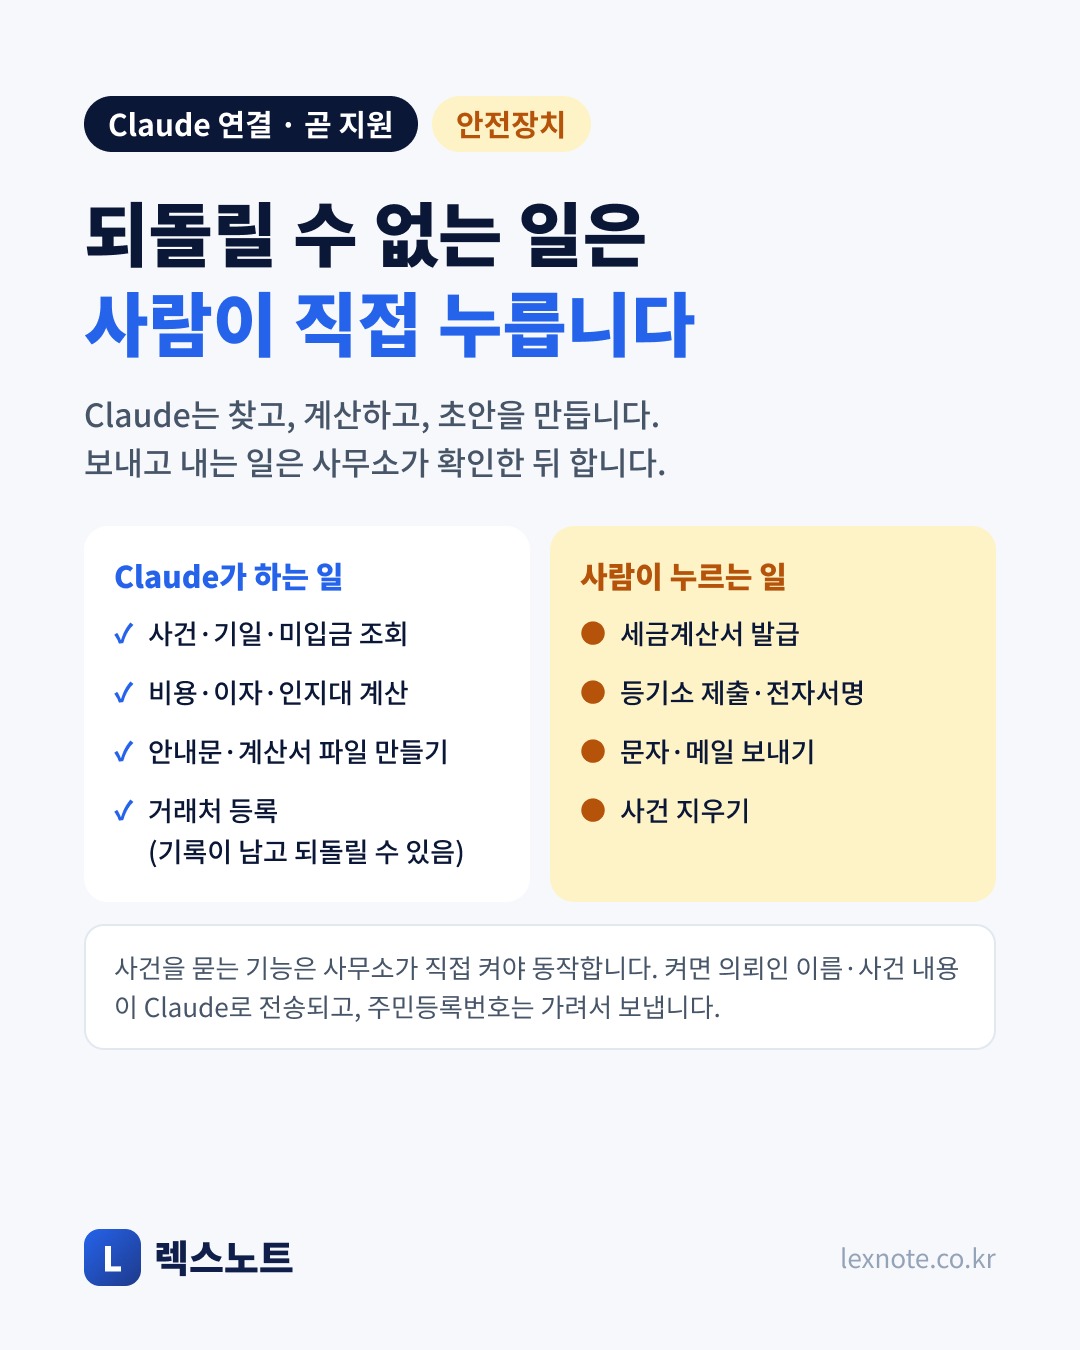 Claude 연결 · 곧 지원
안전장치
되돌릴 수 없는 일은
사람이 직접 누릅니다
Claude는 찾고, 계산하고, 초안을 만듭니다.
보내고 내는 일은 사무소가 확인한 뒤 합니다.
Claude가 하는 일
✓ 사건·기일·미입금 조회
✓ 비용·이자·인지대 계산
✓ 안내문·계산서 파일 만들기
✓ 거래처 등록
(기록이 남고 되돌릴 수 있음)
사람이 누르는 일
● 세금계산서 발급
● 등기소 제출·전자서명
● 문자·메일 보내기
● 사건 지우기
사건을 묻는 기능은 사무소가 직접 켜야 동작합니다. 켜면 의뢰인 이름·사건 내용
이 Claude로 전송되고, 주민등록번호는 가려서 보냅니다.
L 렉스노트
lexnote.co.kr